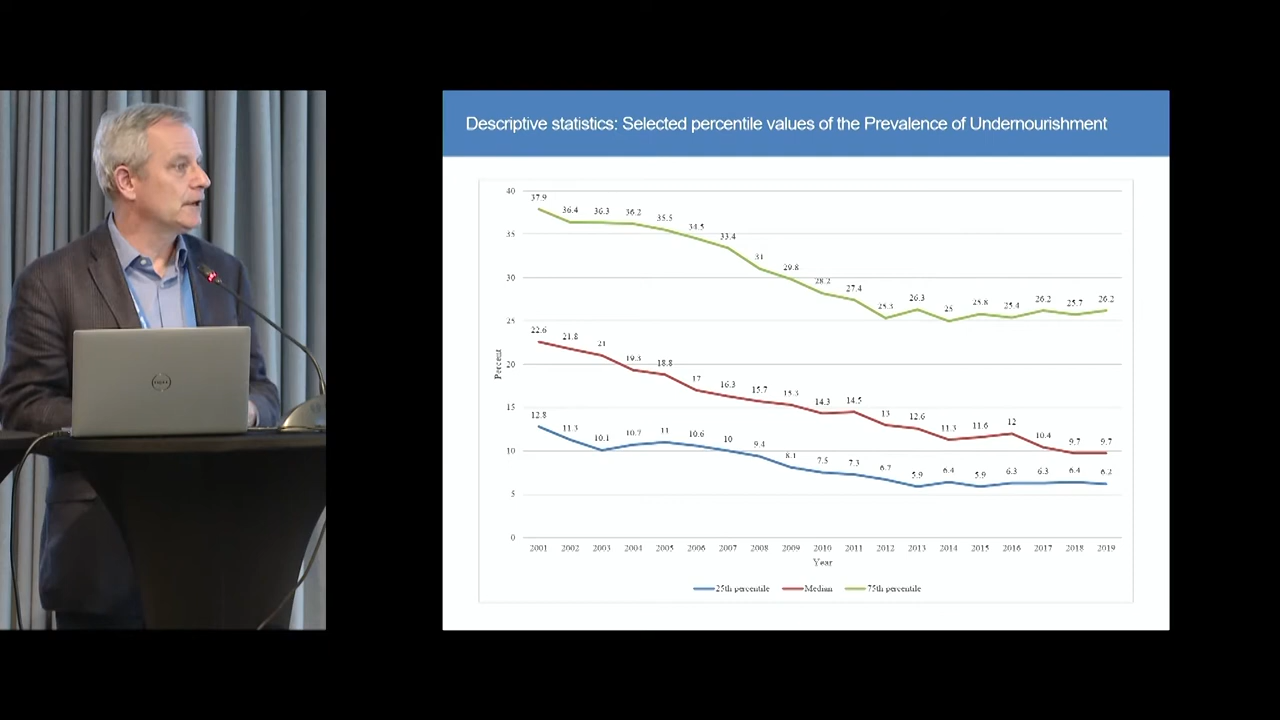 Descriptive statistics: Selected percentile values of the Prevalence of Undernourishment
40
35
30
25
20
15
10
5
0
Percent
37.9 36.4 36.3 36.2 35.5 34.5 33.4 31 29.8 28.2 27.4 25.3 26.3 25 25.8 25.4 26.2 25.7 26.2
22.6 21.8 21 19.3 18.8 17 16.3 15.7 15.3 14.3 14.5 13 12.6 11.3 11.6 12 10.4 9.7 9.7
12.8 11.3 10.1 10.7 11 10.6 10 9.4 8.1 7.5 7.3 6.7 5.9 6.4 5.9 6.3 6.3 6.4 6.2
2001 2002 2003 2004 2005 2006 2007 2008 2009 2010 2011 2012 2013 2014 2015 2016 2017 2018 2019
Year
25th percentile Median 75th percentile
DELL